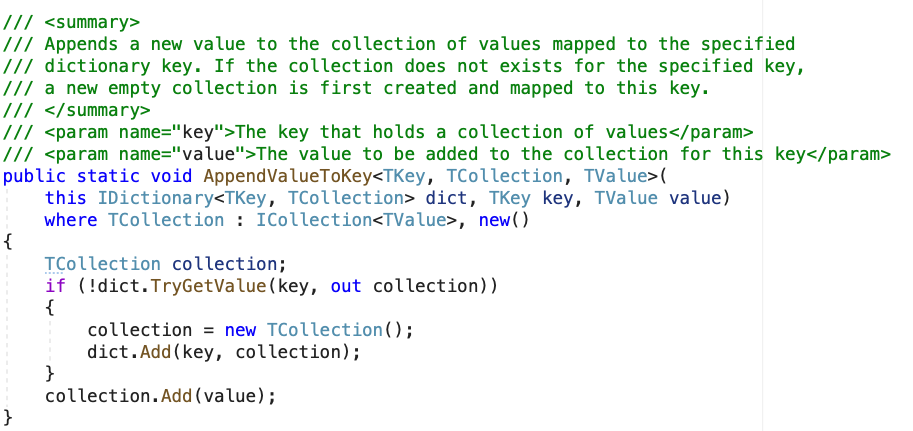 /// <summary>
/// Appends a new value to the collection of values mapped to the specified
/// dictionary key. If the collection does not exists for the specified key,
/// a new empty collection is first created and mapped to this key.
/// </summary>
/// <param name="key">The key that holds a collection of values</param>
/// <param name="value">The value to be added to the collection for this key</param>
public static void AppendValueToKey<TKey, TCollection, TValue>(
    this IDictionary<TKey, TCollection> dict, TKey key, TValue value)
    where TCollection : ICollection<TValue>, new()
{
    TCollection collection;
    if (!dict.TryGetValue(key, out collection))
    {
        collection = new TCollection();
        dict.Add(key, collection);
    }
    collection.Add(value);
}